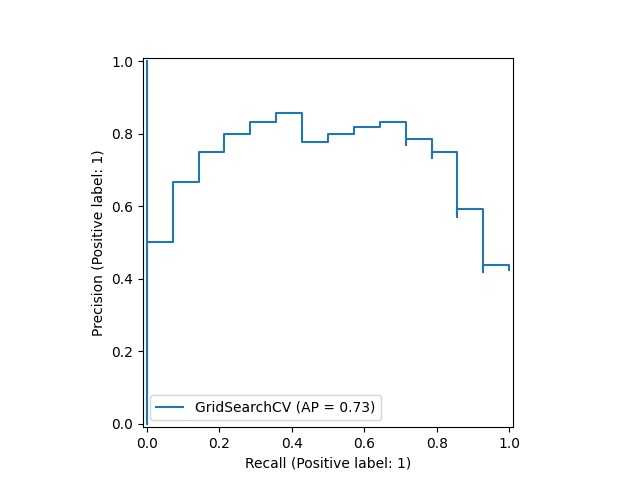 1.0
0.8
0.6
0.4
0.2
0.0
Precision (Positive label: 1)
GridSearchCV (AP = 0.73)
0.0 0.2 0.4 0.6 0.8 1.0
Recall (Positive label: 1)